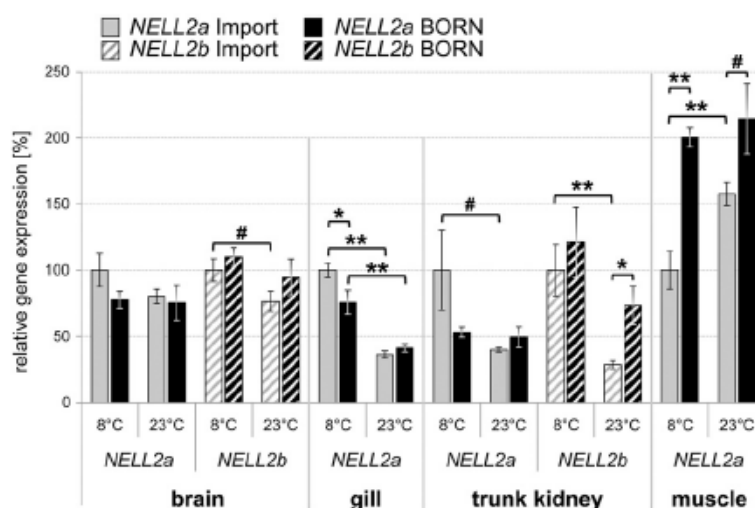 NELL2a Import NELL2a BORN
NELL2b Import NELL2b BORN
relative gene expression [%]
250
200
150
100
50
0
# * ** ** # ** * ** ** #
8°C 23°C 8°C 23°C 8°C 23°C 8°C 23°C 8°C 23°C 8°C 23°C
NELL2a NELL2b NELL2a NELL2a NELL2b NELL2a
brain gill trunk kidney muscle